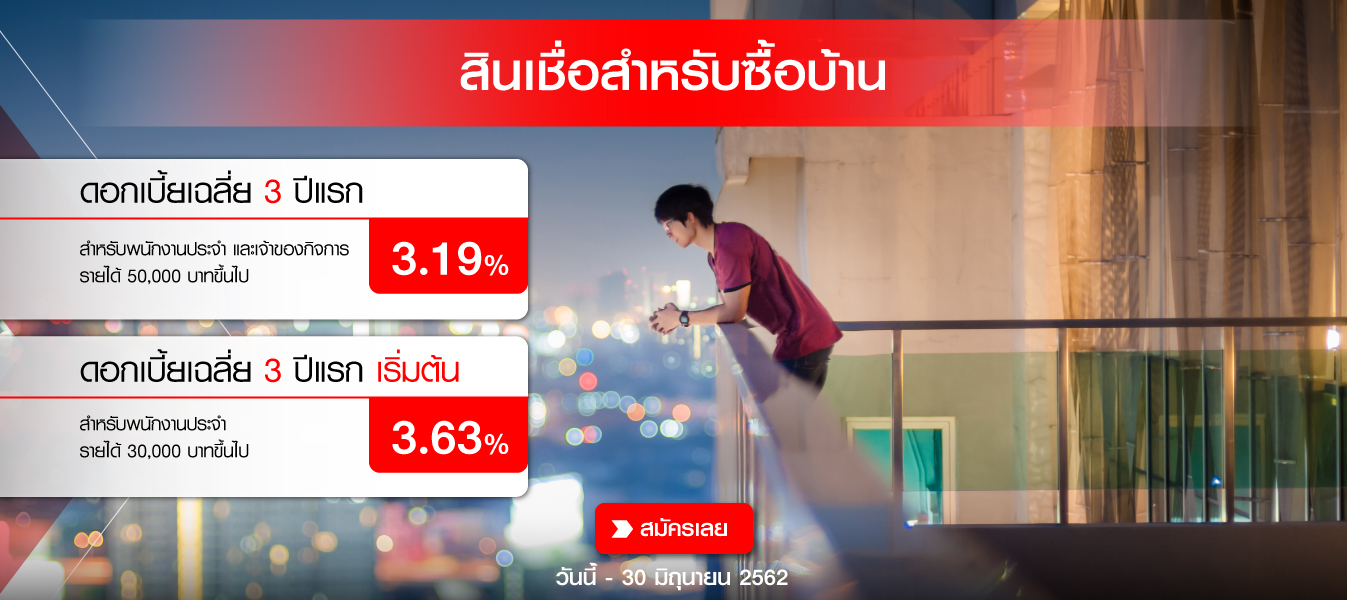 สินเชื่อสำหรับซื้อบ้าน
ดอกเบี้ยเฉลี่ย 3 ปีแรก
สำหรับพนักงานประจำ และเจ้าของกิจการ
รายได้ 50,000 บาทขึ้นไป
3.19%
ดอกเบี้ยเฉลี่ย 3 ปีแรก เริ่มต้น
สำหรับพนักงานประจำ
รายได้ 30,000 บาทขึ้นไป
3.63%
สมัครเลย
วันนี้ - 30 มิถุนายน 2562